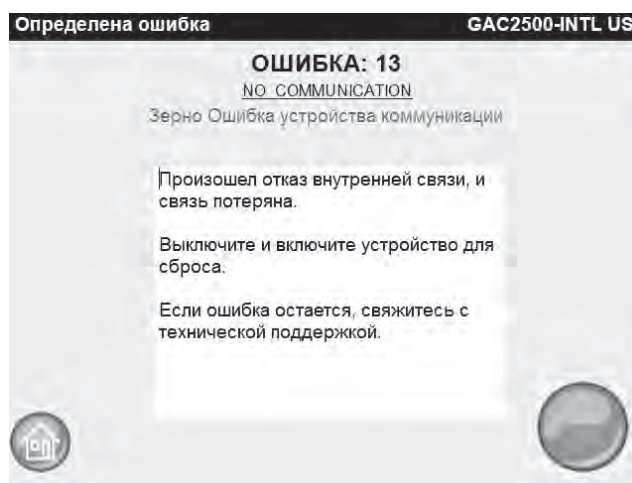 Определена ошибка GAC2500-INTL US
ОШИБКА: 13
NO COMMUNICATION
Зерно Ошибка устройства коммуникации
Произошел отказ внутренней связи, и
связь потеряна.
Выключите и включите устройство для
сброса.
Если ошибка остается, свяжитесь с
технической поддержкой.